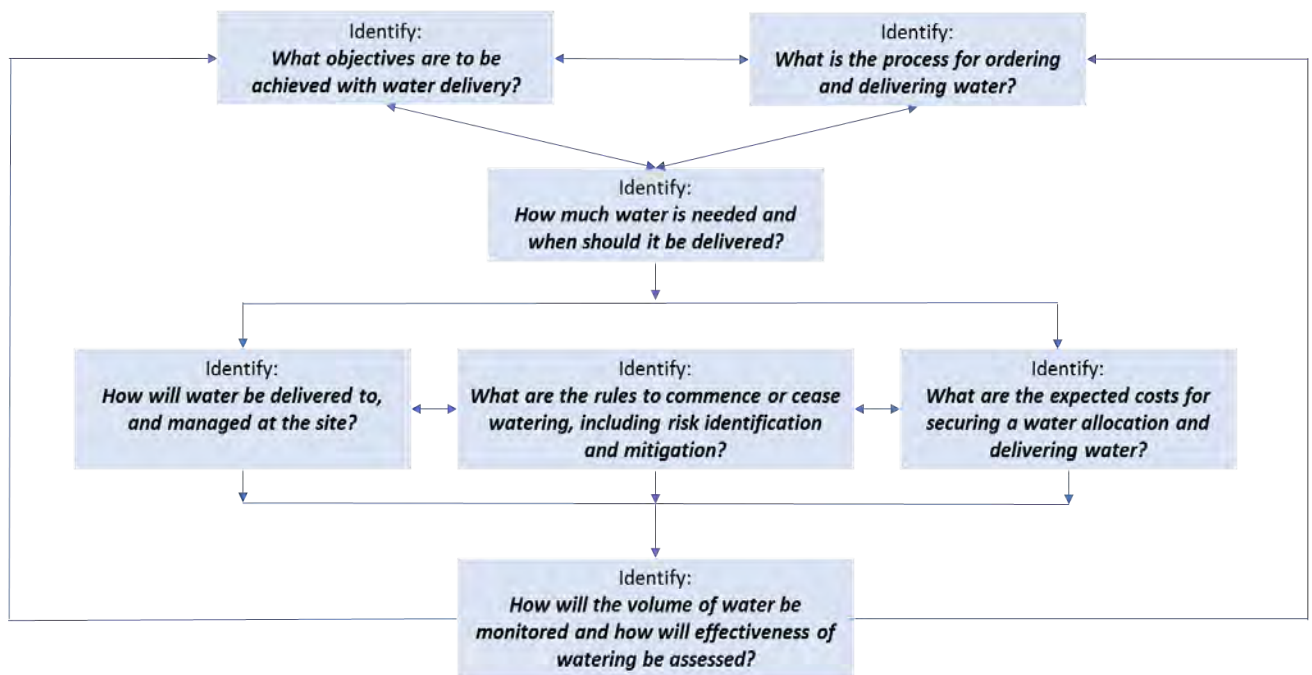 Identify:
What objectives are to be
achieved with water delivery?
Identify:
What is the process for ordering
and delivering water?
Identify:
How much water is needed and
when should it be delivered?
Identify:
How will water be delivered to,
and managed at the site?
Identify:
What are the rules to commence or cease
watering, including risk identification
and mitigation?
Identify:
What are the expected costs for
securing a water allocation and
delivering water?
Identify:
How will the volume of water be
monitored and how will effectiveness of
watering be assessed?